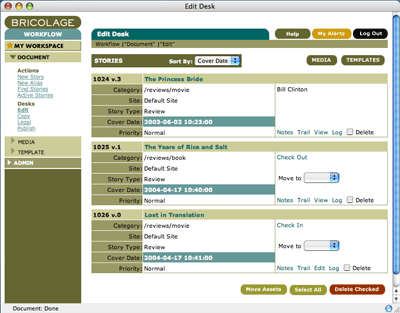 Edit Desk
BRICOLAGE
WORKFLOW
MY WORKSPACE
DOCUMENT
Actions
New Story
New Alias
Find Stories
Active Stories
Desks
Edit
Copy
Legal
Publish
MEDIA
TEMPLATE
ADMIN
Edit Desk
Help
My Alerts
Log Out
Workflow | "Document" | "Edit"
STORIES
Sort By: Cover Date
MEDIA
TEMPLATES
1024 v.3 The Princess Bride
Category: /reviews/movie
Bill Clinton
Site: Default Site
Story Type: Review
Cover Date: 2003-06-02 10:23:00
Priority: Normal
Notes Trail View Log Delete
1025 v.1 The Years of Rice and Salt
Category: /reviews/book
Check Out
Site: Default Site
Story Type: Review
Move to
Cover Date: 2004-04-17 10:40:00
Priority: Normal
Notes Trail View Log Delete
1026 v.0 Lost in Translation
Category: /reviews/movie
Check In
Site: Default Site
Story Type: Review
Move to
Cover Date: 2004-04-17 10:41:00
Priority: Normal
Notes Trail Edit Log Delete
Move Assets
Select All
Delete Checked
Document: Done